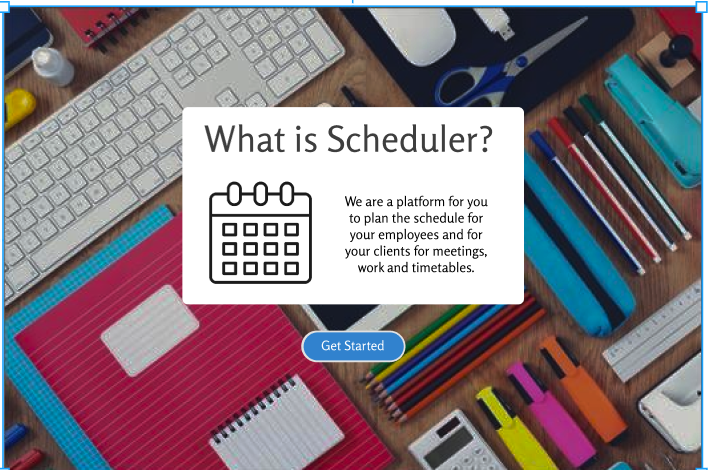 What is Scheduler?
We are a platform for you
to plan the schedule for
your employees and for
your clients for meetings,
work and timetables.
Get Started